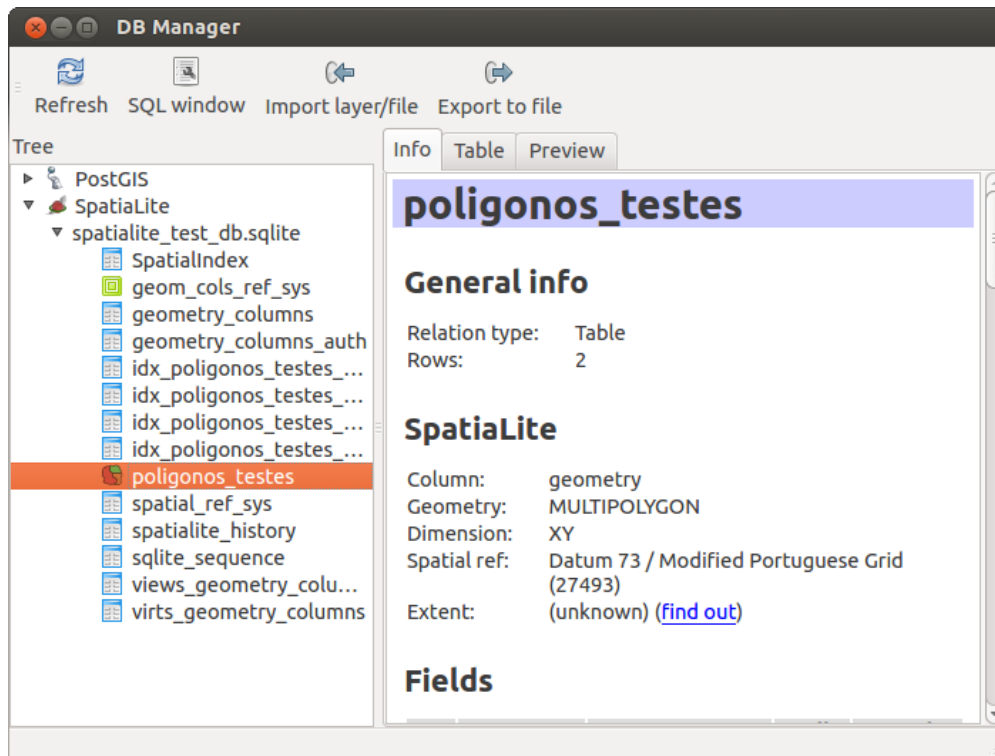 DB Manager
Refresh SQL window Import layer/file Export to file
Tree
PostGIS
SpatiaLite
spatialite_test_db.sqlite
SpatialIndex
geom_cols_ref_sys
geometry_columns
geometry_columns_auth
idx_poligonos_testes_...
idx_poligonos_testes_...
idx_poligonos_testes_...
idx_poligonos_testes_...
poligonos_testes
spatial_ref_sys
spatialite_history
sqlite_sequence
views_geometry_colu...
virts_geometry_columns
Info Table Preview
poligonos_testes
General info
Relation type: Table
Rows: 2
SpatiaLite
Column: geometry
Geometry: MULTIPOLYGON
Dimension: XY
Spatial ref: Datum 73 / Modified Portuguese Grid
(27493)
Extent: (unknown) (find out)
Fields